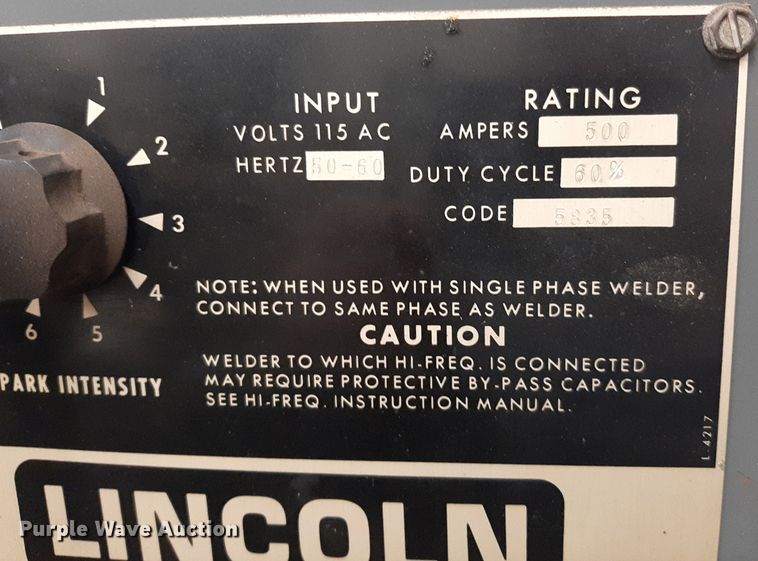 1
2
3
4
5
6
PARK INTENSITY
INPUT
VOLTS 115 AC
HERTZ 50-60
RATING
AMPERS 500
DUTY CYCLE 60%
CODE 5835
NOTE: WHEN USED WITH SINGLE PHASE WELDER,
CONNECT TO SAME PHASE AS WELDER.
CAUTION
WELDER TO WHICH HI-FREQ. IS CONNECTED
MAY REQUIRE PROTECTIVE BY-PASS CAPACITORS.
SEE HI-FREQ. INSTRUCTION MANUAL.
L-4217
LINCOLN
Purple Wave Auction